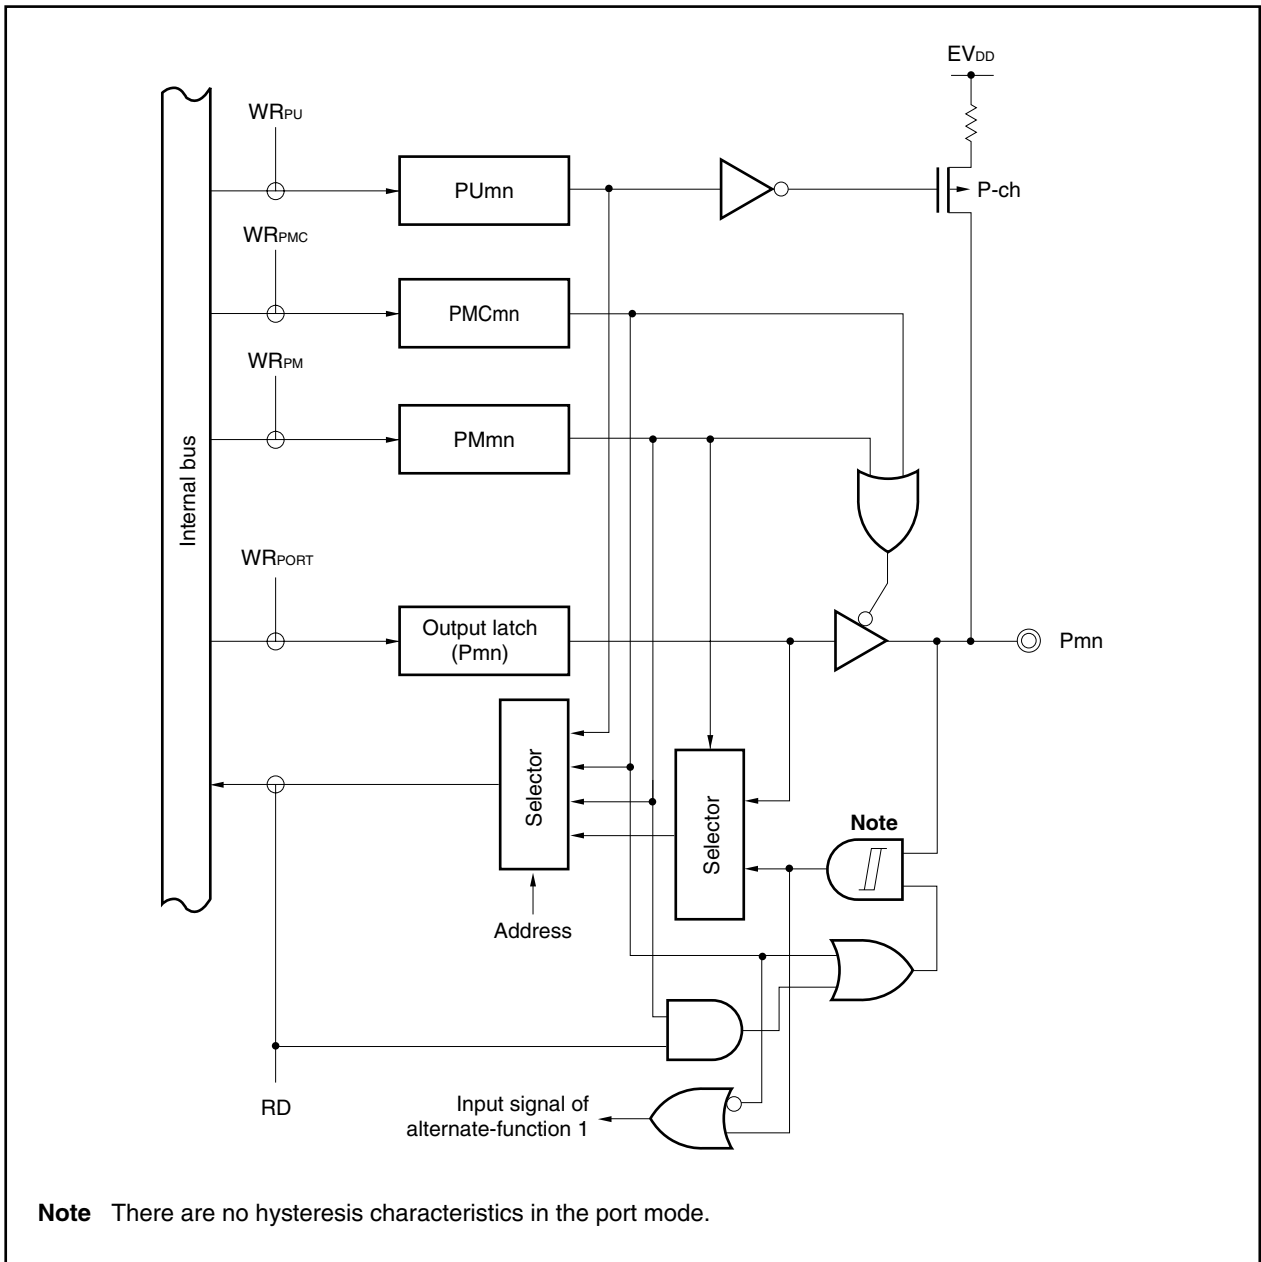 EVDD
WRPU
PUmn
P-ch
WRPMC
PMCmn
WRPM
PMmn
Internal bus
WRPORT
Output latch
(Pmn)
Pmn
Selector
Selector
Note
Address
RD
Input signal of
alternate-function 1
Note There are no hysteresis characteristics in the port mode.